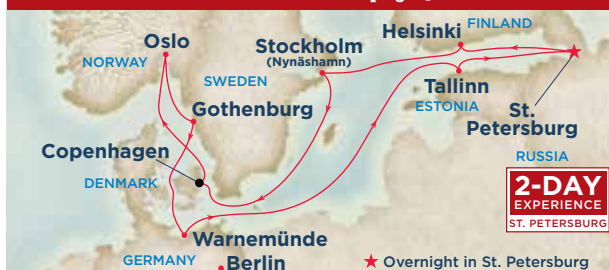 Oslo
Stockholm
(Nynäshamn)
Helsinki
FINLAND
NORWAY
SWEDEN
Tallinn
ESTONIA
St.
Petersburg
Gothenburg
Copenhagen
DENMARK
RUSSIA
2-DAY
EXPERIENCE
ST. PETERSBURG
Warnemünde
GERMANY
Berlin
Overnight in St. Petersburg